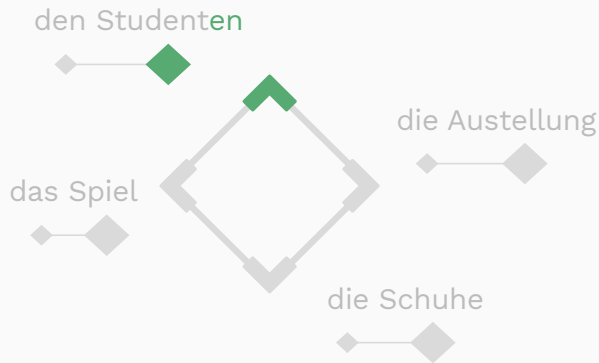 den Studenten
die Austellung
das Spiel
die Schuhe